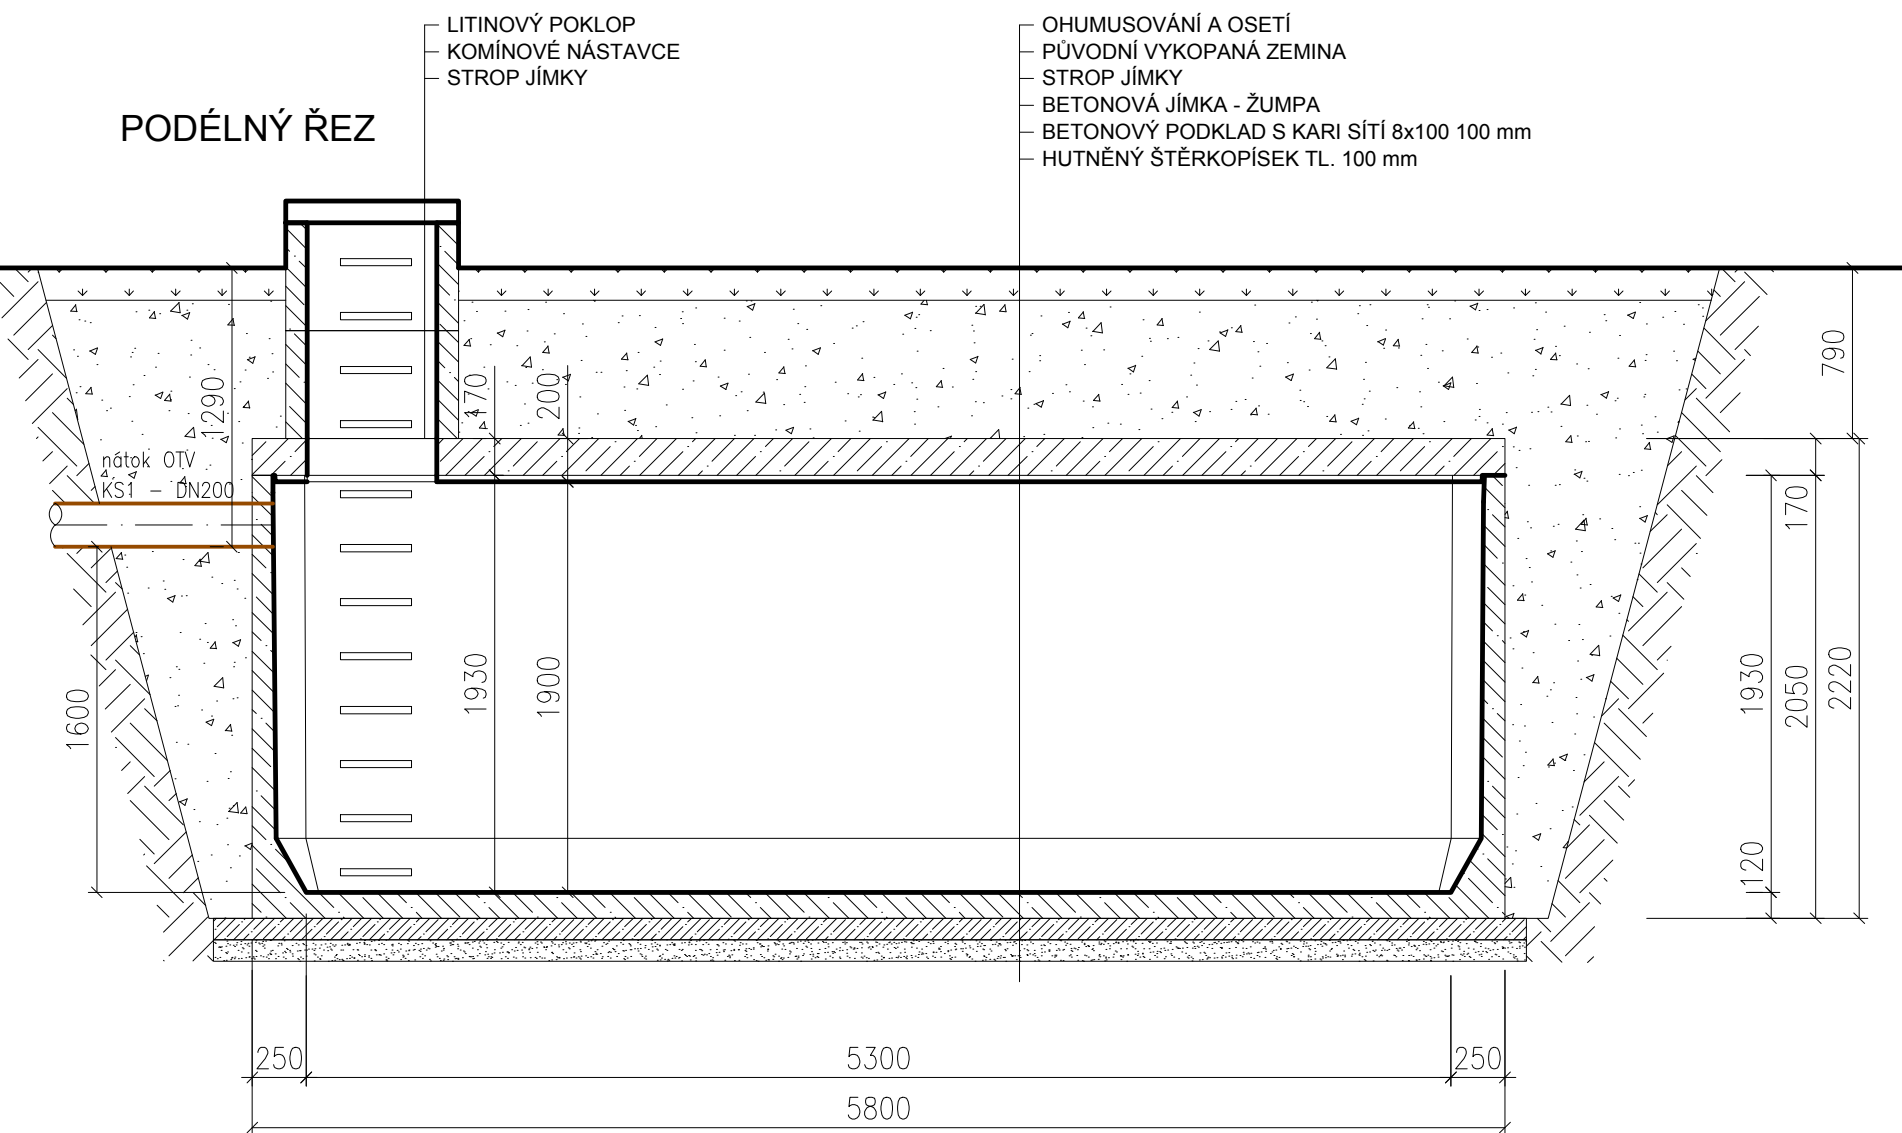 LITINOVÝ POKLOP
KOMÍNOVÉ NÁSTAVCE
STROP JÍMKY
OHUMUSOVÁNÍ A OSETÍ
PŮVODNÍ VYKOPANÁ ZEMINA
STROP JÍMKY
BETONOVÁ JÍMKA - ŽUMPA
BETONOVÝ PODKLAD S KARI SÍTÍ 8x100 100 mm
HUTNĚNÝ ŠTĚRKOPÍSEK TL. 100 mm
PODÉLNÝ ŘEZ
1290
170
200
790
nátok OTV
KS1 - DN200
170
1600
1930
1900
1930
2050
2220
120
250
5300
250
5800